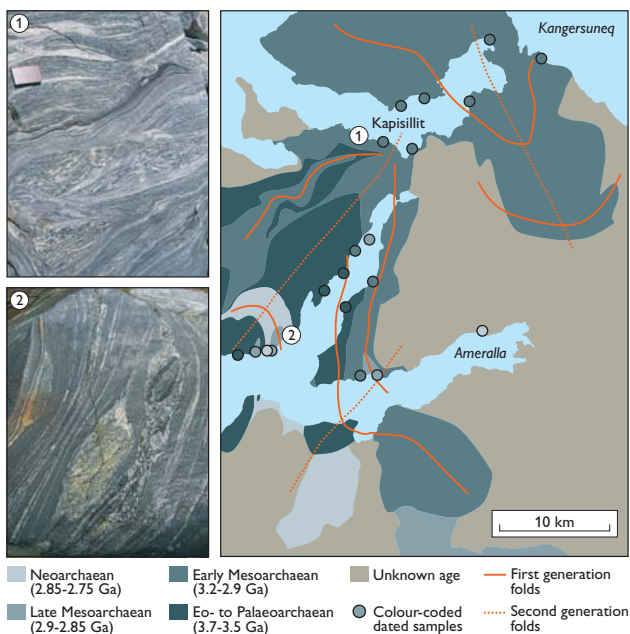 1
2
Kangersuneq
Kapisillit
1
2
Ameralla
10 km
Neoarchaean
(2.85-2.75 Ga)
Late Mesoarchaean
(2.9-2.85 Ga)
Early Mesoarchaean
(3.2-2.9 Ga)
Eo- to Palaeoarchaean
(3.7-3.5 Ga)
Unknown age
Colour-coded
dated samples
First generation
folds
Second generation
folds